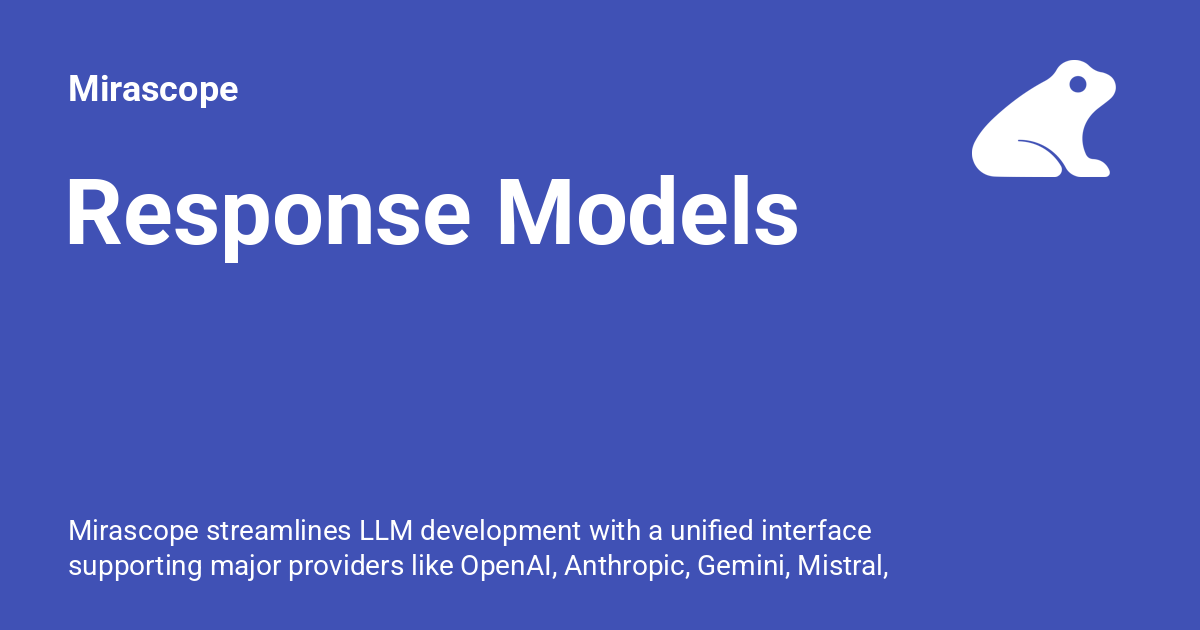 Mirascope
Response Models
Mirascope streamlines LLM development with a unified interface
supporting major providers like OpenAI, Anthropic, Gemini, Mistral,